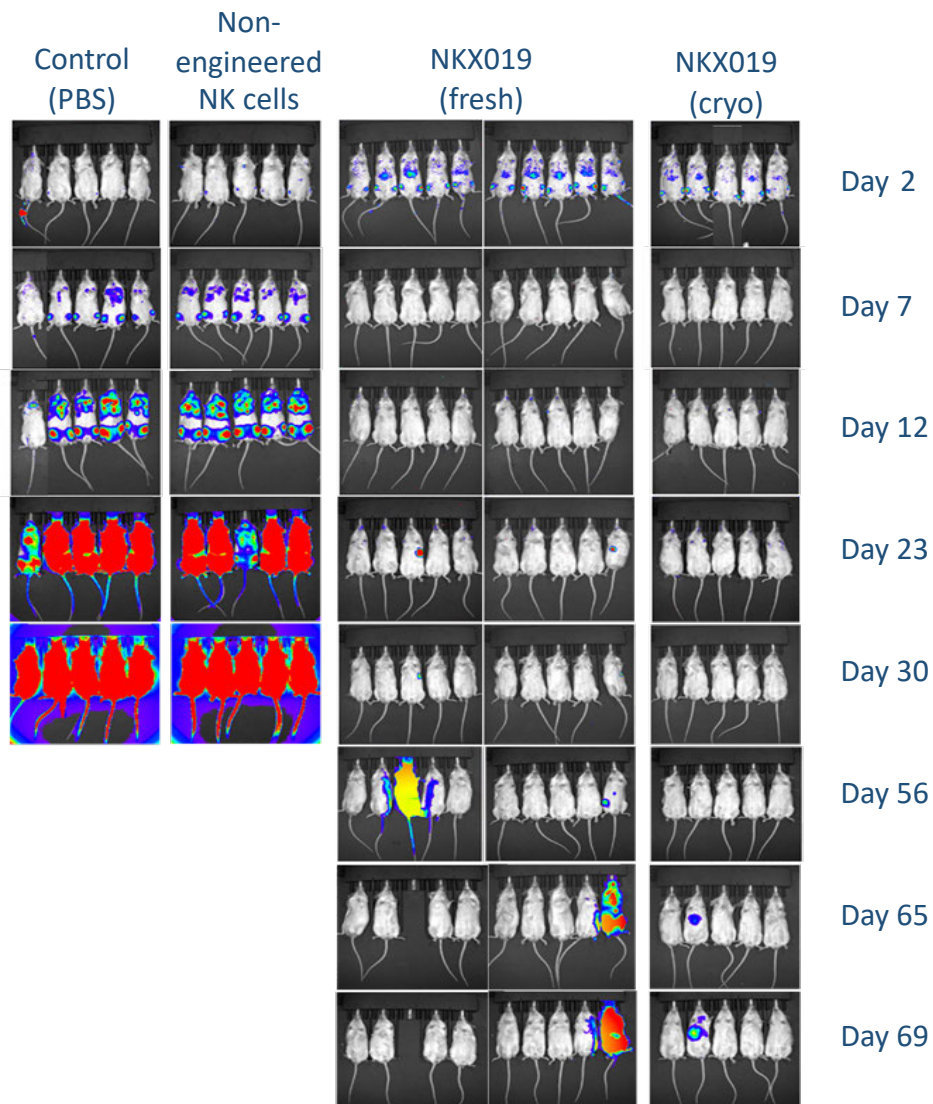 Control
(PBS)
Non-
engineered
NK cells
NKX019
(fresh)
NKX019
(cryo)
Day 2
Day 7
Day 12
Day 23
Day 30
Day 56
Day 65
Day 69